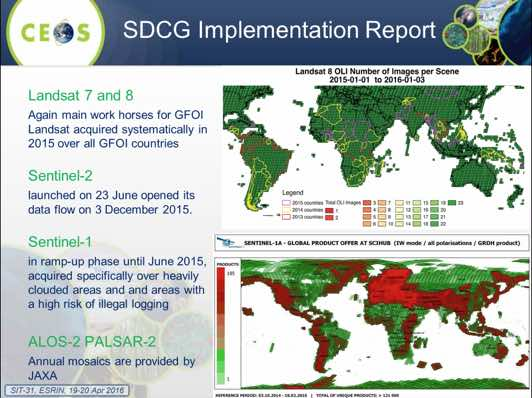 CEOS
SDCG Implementation Report
Landsat 7 and 8
Again main work horses for GFOI
Landsat acquired systematically in
2015 over all GFOI countries
Sentinel-2
launched on 23 June opened its
data flow on 3 December 2015.
Sentinel-1
in ramp-up phase until June 2015,
acquired specifically over heavily
clouded areas and and areas with
a high risk of illegal logging
ALOS-2 PALSAR-2
Annual mosaics are provided by
JAXA
SIT-31, ESRIN, 19-20 Apr 2016
Landsat 8 OLI Number of Images per Scene
2015-01-01 to 2016-01-03
Legend
2015 countries Total OLI Images 3 7 11 15 19 23
2014 countries 1 4 8 12 16 20
2013 countries 2 5 9 13 17 21
6 10 14 18 22
SENTINEL-1A - GLOBAL PRODUCT OFFER AT SCIHUB (IW mode / all polarisations / GRDH product)
PRODUCTS
185
1
REFERENCE PERIOD: 03.10.2014 - 16.03.2016 | TOTAL OF UNIQUE PRODUCTS: